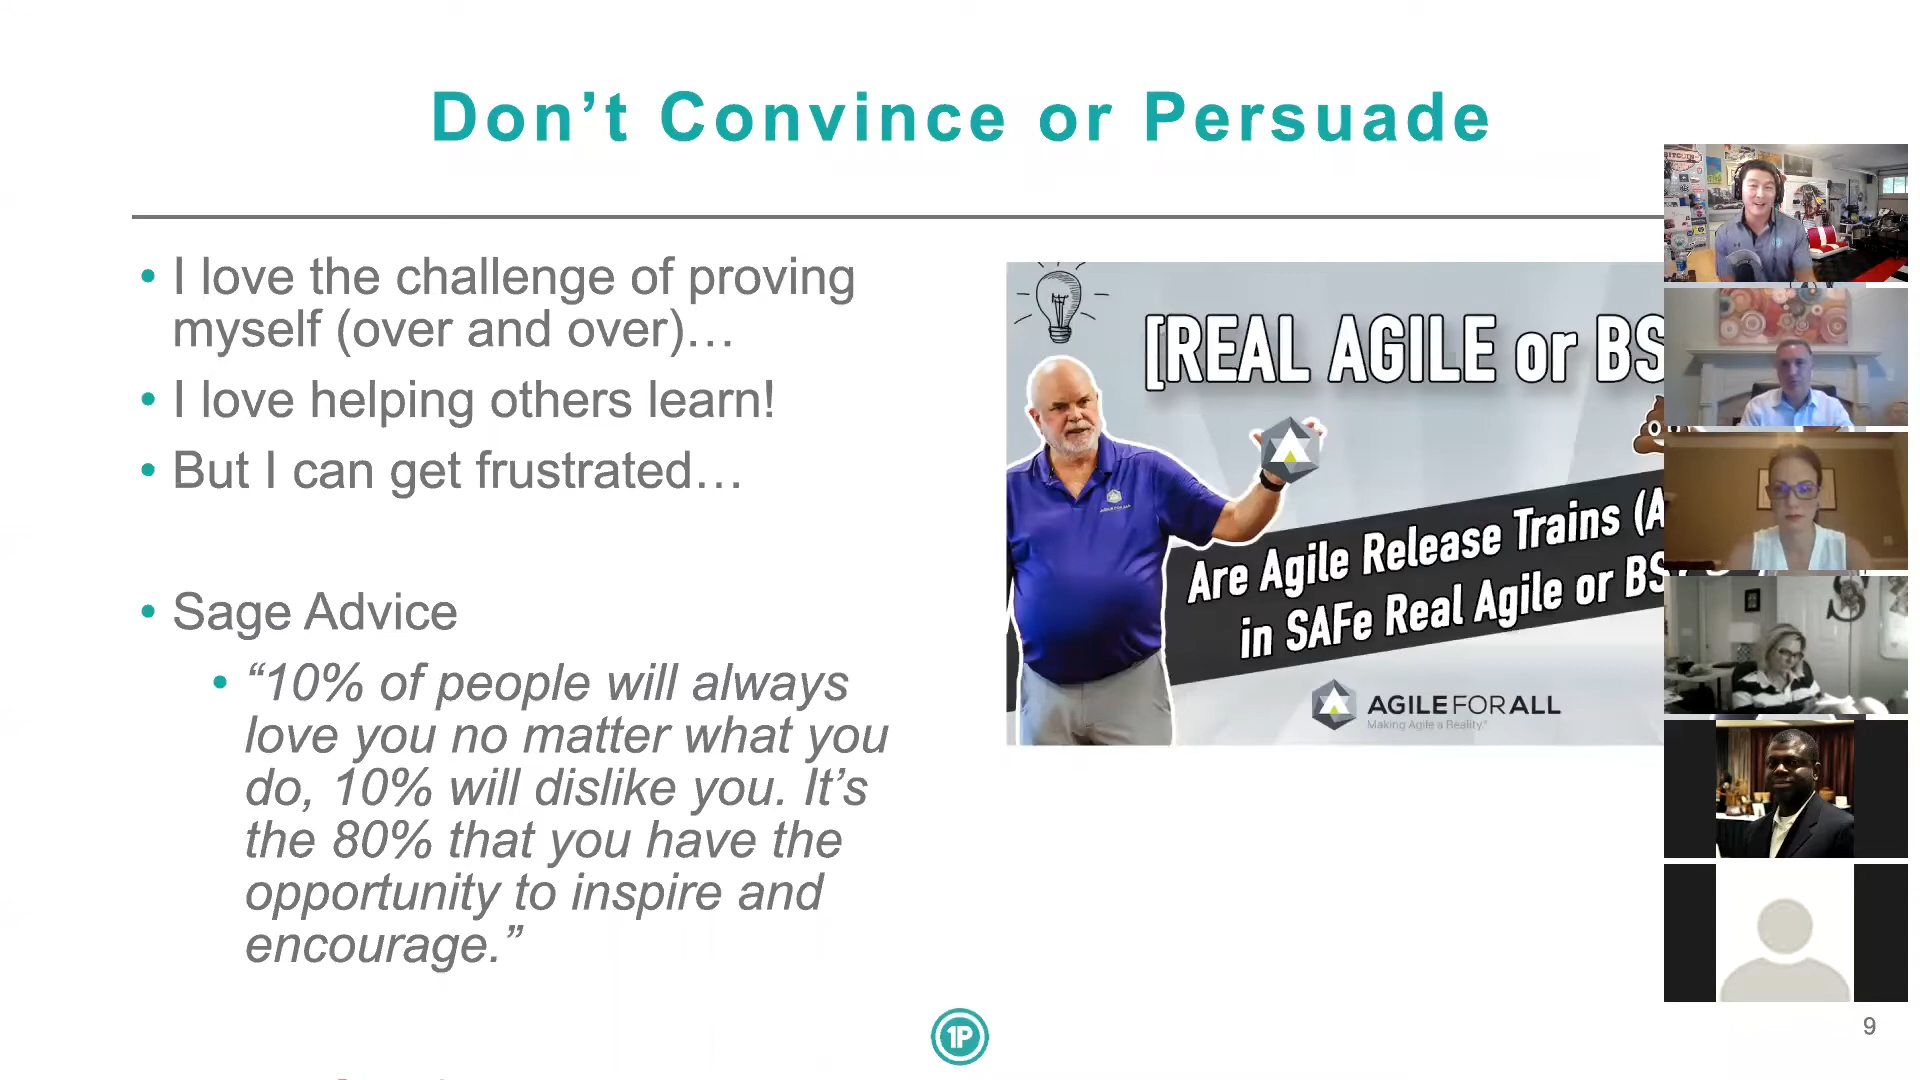 Don’t Convince or Persuade
• I love the challenge of proving
myself (over and over)…
• I love helping others learn!
• But I can get frustrated…
• Sage Advice
• “10% of people will always
love you no matter what you
do, 10% will dislike you. It’s
the 80% that you have the
opportunity to inspire and
encourage.”
[REAL AGILE or BS
Are Agile Release Trains (A
in SAFe Real Agile or BS
AGILE FOR ALL
Making Agile a Reality.®
1P
9